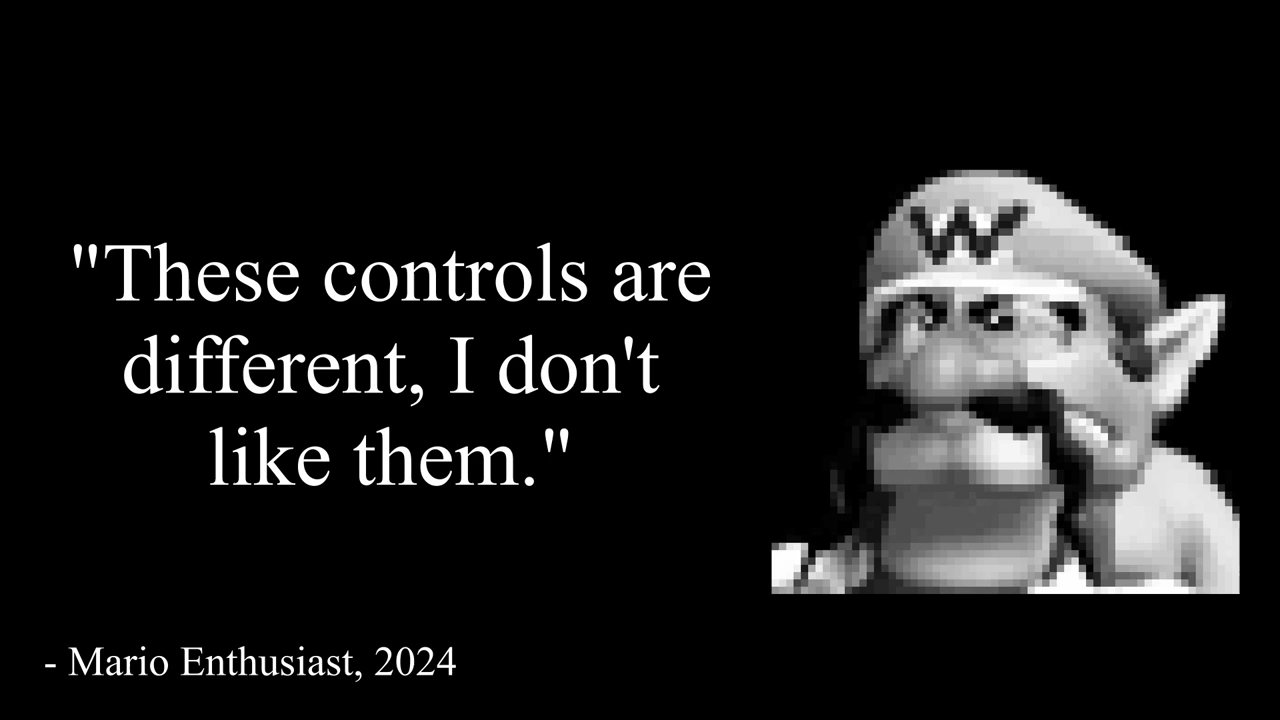 "These controls are
different, I don't
like them."
W
- Mario Enthusiast, 2024